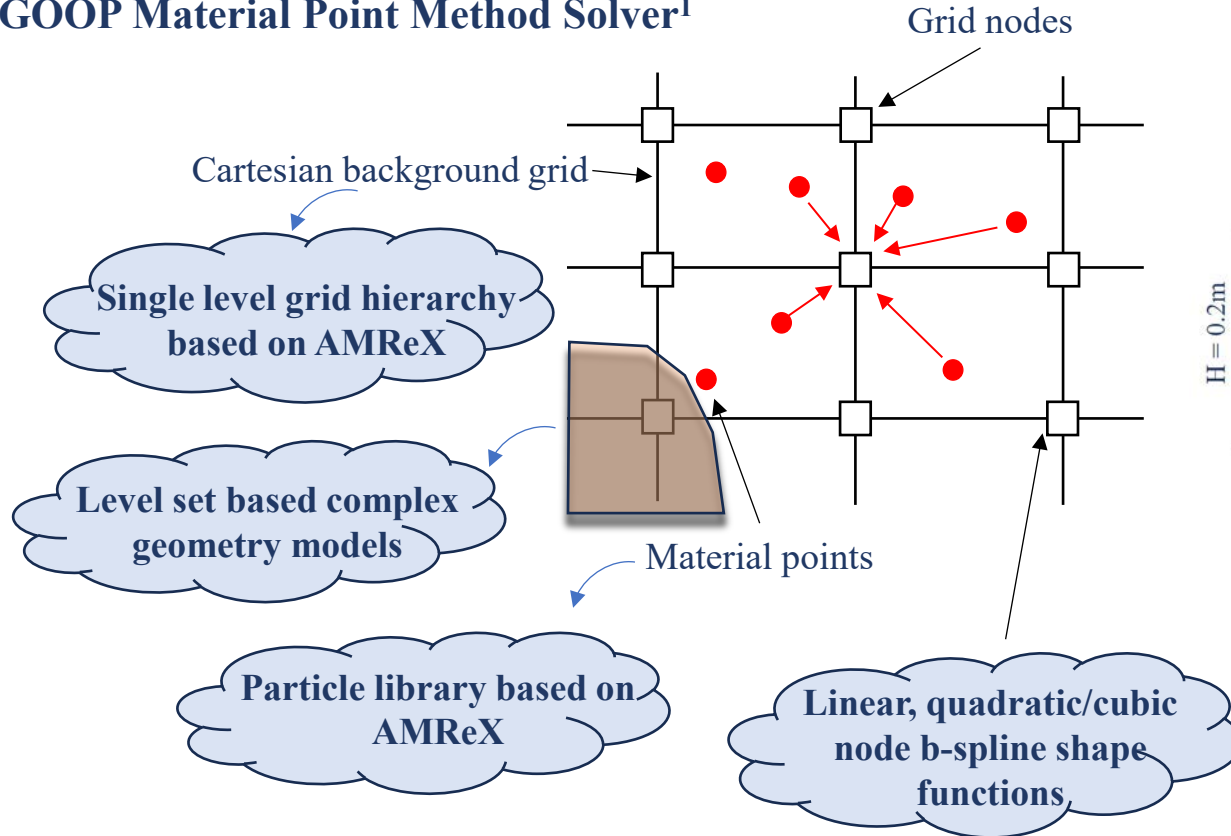 GOOP Material Point Method Solver¹
Grid nodes
Cartesian background grid
Single level grid hierarchy
based on AMReX
H = 0.2m
Level set based complex
geometry models
Material points
Particle library based on
AMReX
Linear, quadratic/cubic
node b-spline shape
functions